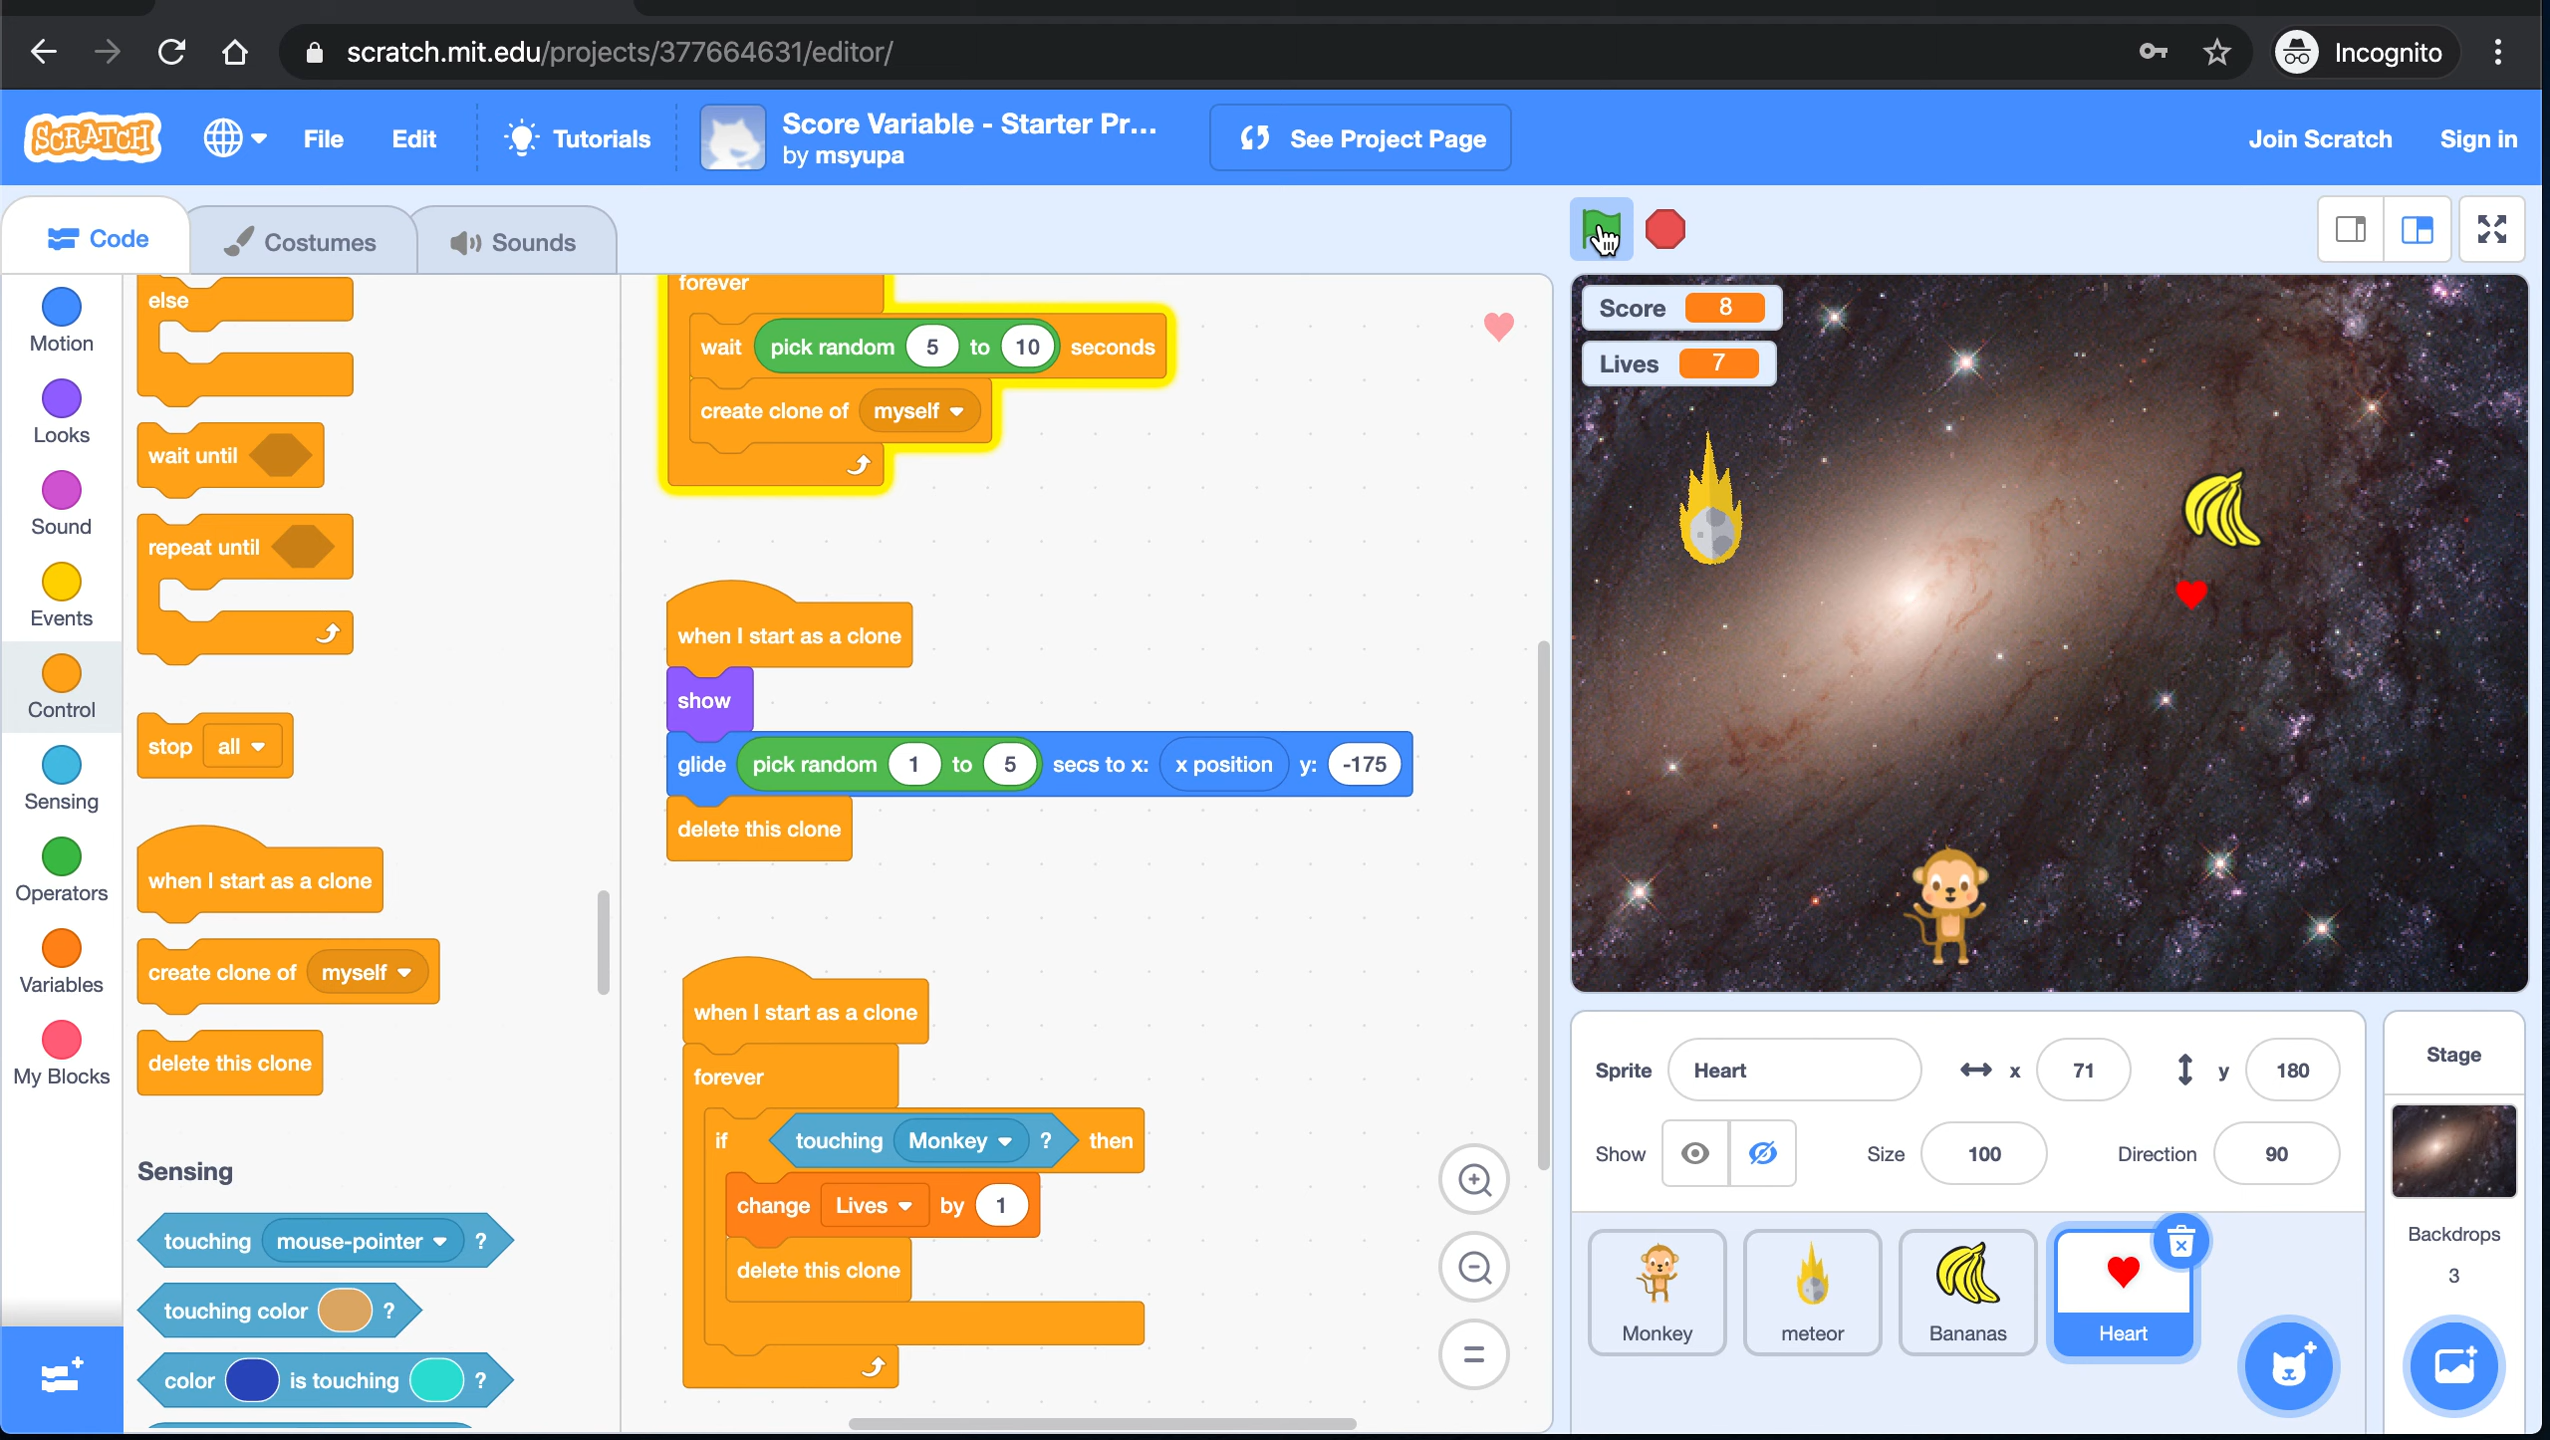 scratch.mit.edu/projects/377664631/editor/
Incognito
SCRATCH
File
Edit
Tutorials
Score Variable - Starter Pr...
by msyupa
See Project Page
Join Scratch
Sign in
Code
Costumes
Sounds
Motion
Looks
Sound
Events
Control
Sensing
Operators
Variables
My Blocks
else
wait until
repeat until
stop all
when I start as a clone
create clone of myself
delete this clone
Sensing
touching mouse-pointer ?
touching color ?
color is touching ?
forever
wait pick random 5 to 10 seconds
create clone of myself
when I start as a clone
show
glide pick random 1 to 5 secs to x: x position y: -175
delete this clone
when I start as a clone
forever
if touching Monkey ? then
change Lives by 1
delete this clone
Score 8
Lives 7
Sprite Heart x 71 y 180
Show Size 100 Direction 90
Monkey
meteor
Bananas
Heart
Stage
Backdrops
3